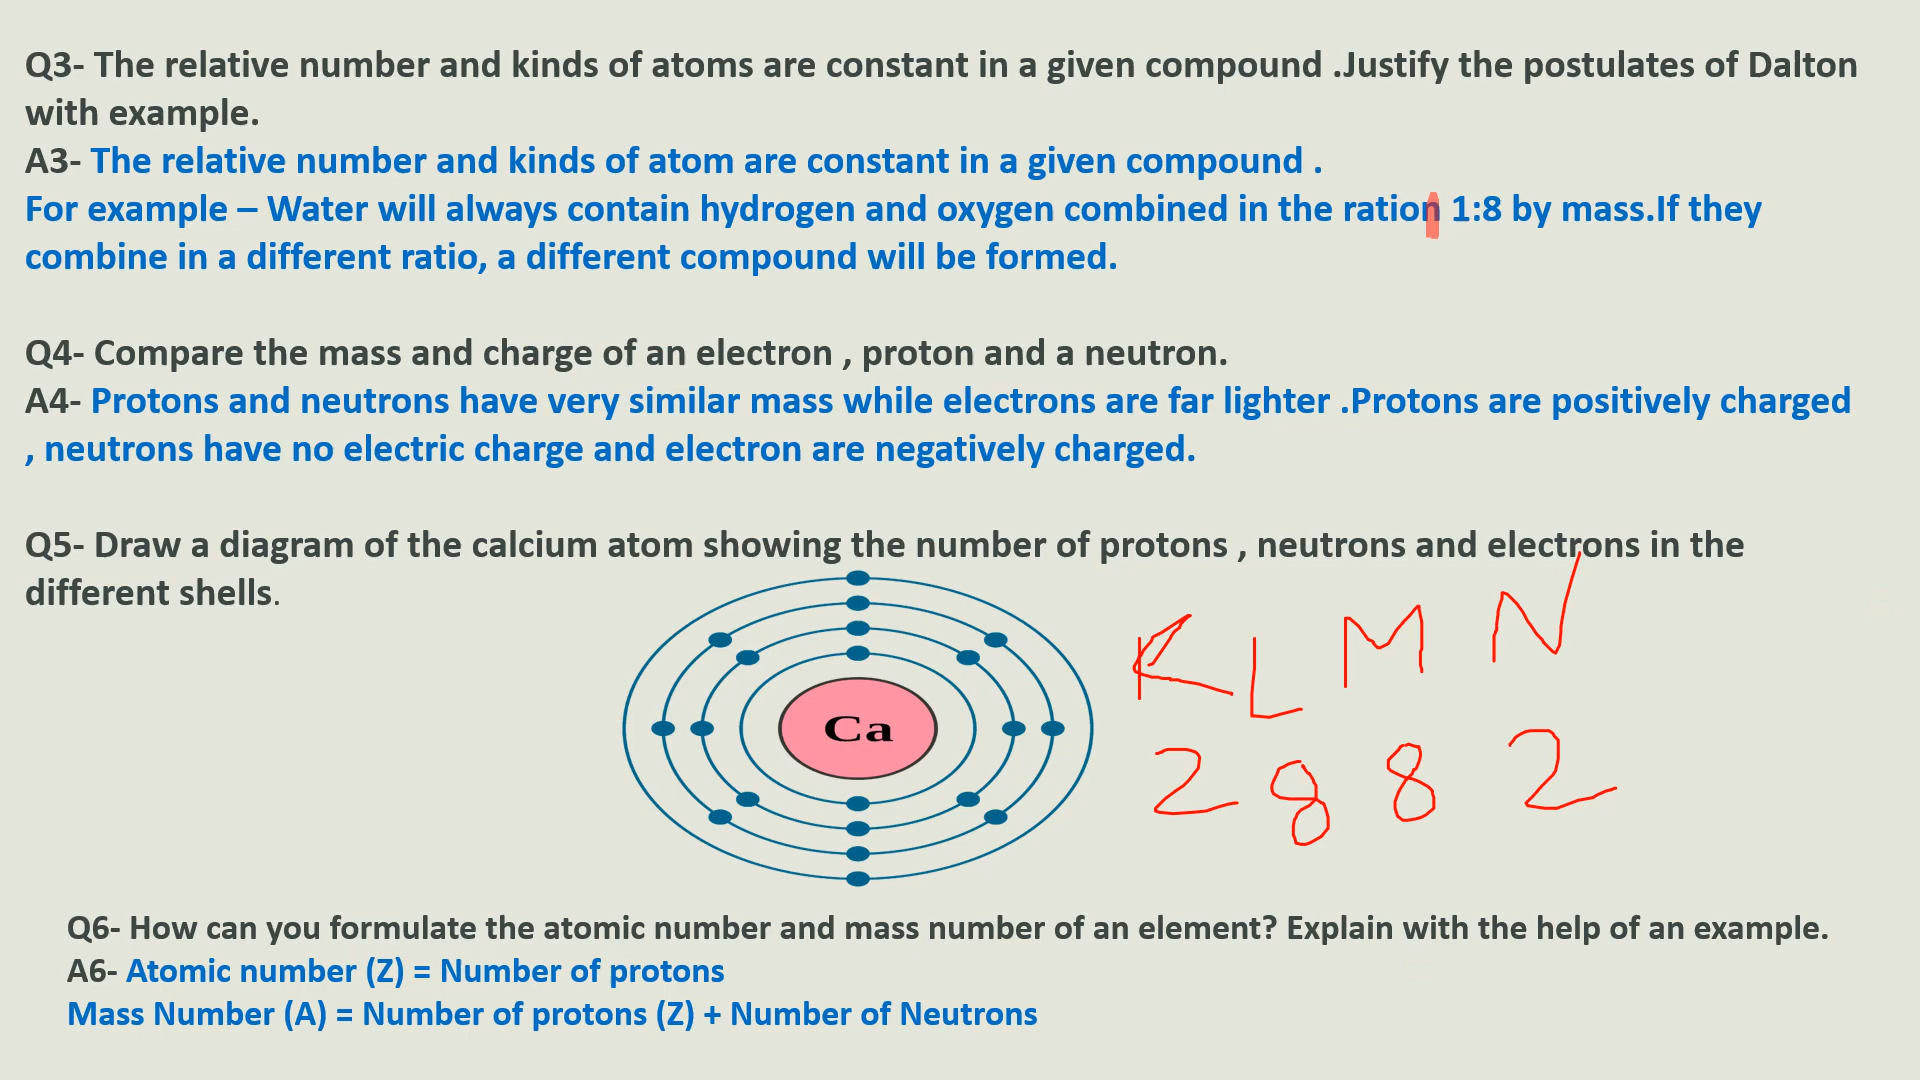 Q3- The relative number and kinds of atoms are constant in a given compound .Justify the postulates of Dalton
with example.
A3- The relative number and kinds of atom are constant in a given compound .
For example – Water will always contain hydrogen and oxygen combined in the ration 1:8 by mass.If they
combine in a different ratio, a different compound will be formed.
Q4- Compare the mass and charge of an electron , proton and a neutron.
A4- Protons and neutrons have very similar mass while electrons are far lighter .Protons are positively charged
, neutrons have no electric charge and electron are negatively charged.
Q5- Draw a diagram of the calcium atom showing the number of protons , neutrons and electrons in the
different shells.
K L M N
Ca
2 8 8 2
Q6- How can you formulate the atomic number and mass number of an element? Explain with the help of an example.
A6- Atomic number (Z) = Number of protons
Mass Number (A) = Number of protons (Z) + Number of Neutrons